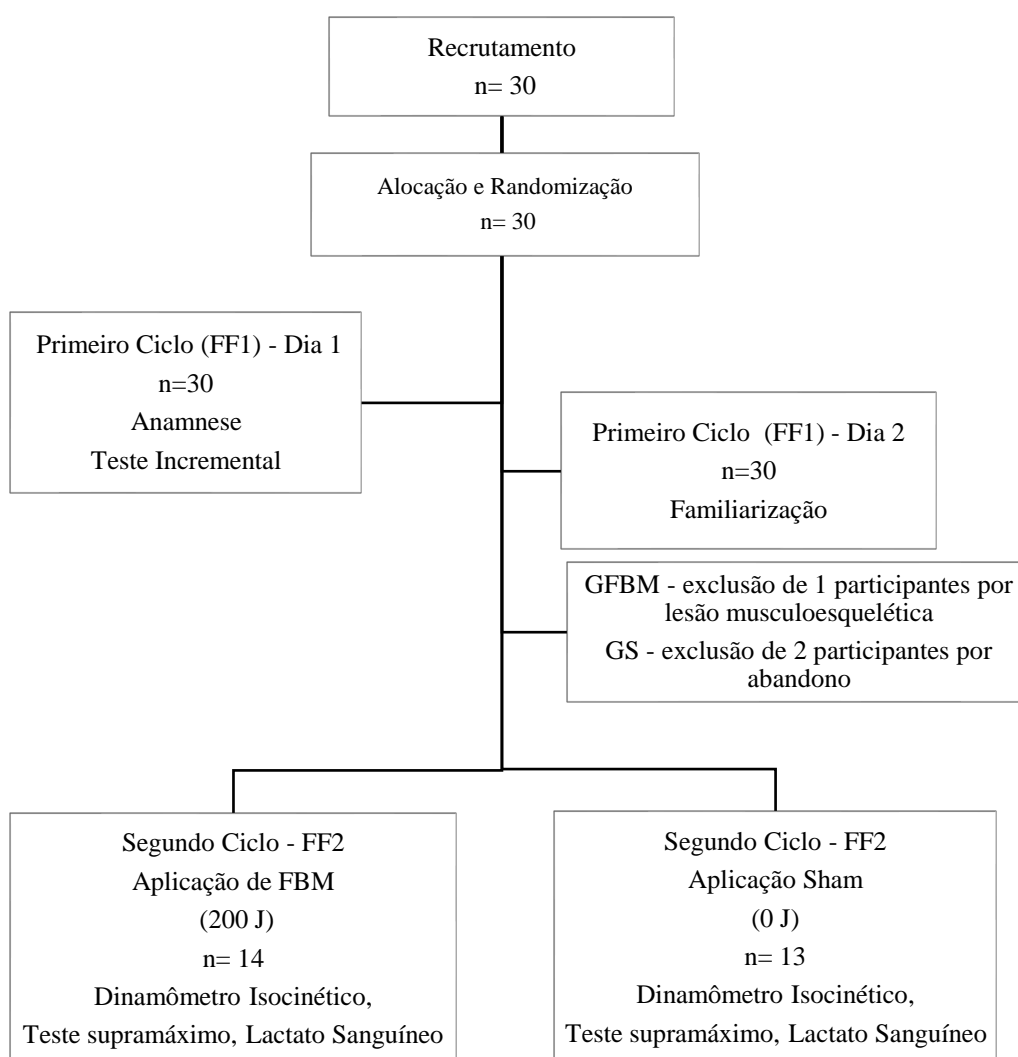 Recrutamento
n= 30
Alocação e Randomização
n= 30
Primeiro Ciclo (FF1) - Dia 1
n=30
Anamnese
Teste Incremental
Primeiro Ciclo (FF1) - Dia 2
n=30
Familiarização
GFBM - exclusão de 1 participantes por
lesão musculoesquelética
GS - exclusão de 2 participantes por
abandono
Segundo Ciclo - FF2
Aplicação de FBM
(200 J)
n= 14
Dinamômetro Isocinético,
Teste supramáximo, Lactato Sanguíneo
Segundo Ciclo - FF2
Aplicação Sham
(0 J)
n= 13
Dinamômetro Isocinético,
Teste supramáximo, Lactato Sanguíneo